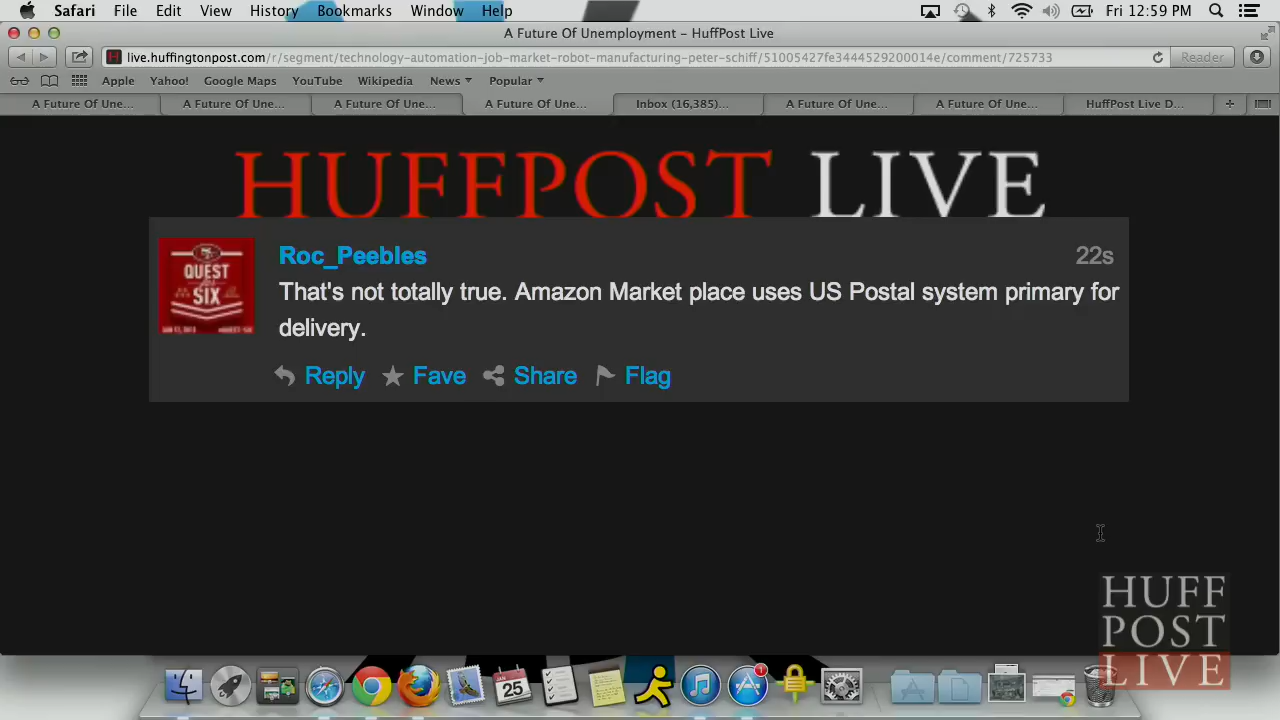 Safari File Edit View History Bookmarks Window Help Fri 12:59 PM
A Future Of Unemployment – HuffPost Live
live.huffingtonpost.com/r/segment/technology-automation-job-market-robot-manufacturing-peter-schiff/51005427fe3444529200014e/comment/725733 Reader
Apple Yahoo! Google Maps YouTube Wikipedia News Popular
A Future Of Une... A Future Of Une... A Future Of Une... A Future Of Une... Inbox (16,385)... A Future Of Une... A Future Of Une... HuffPost Live D...
HUFFPOST LIVE
QUEST
for
SIX
Roc_Peebles 22s
That's not totally true. Amazon Market place uses US Postal system primary for
delivery.
Reply Fave Share Flag
HUFF
POST
LIVE
JAN
25
1